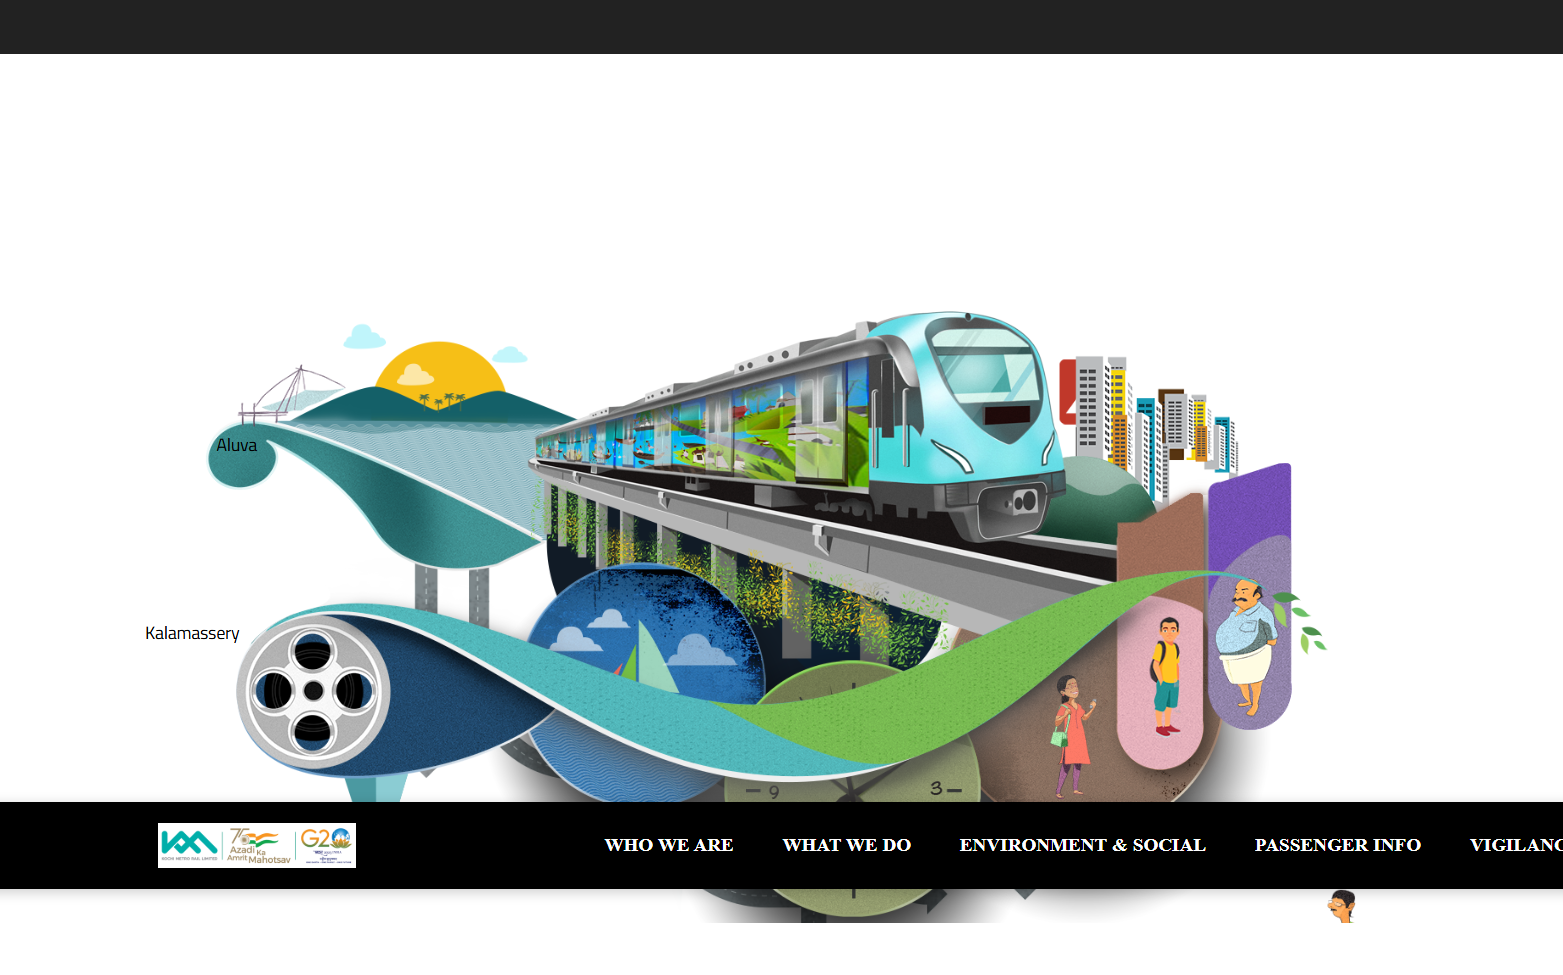 Aluva
Kalamassery
9
3
KOCHI METRO RAIL LIMITED
75
Azadi
Ka
Amrit Mahotsav
G20
WHO WE ARE
WHAT WE DO
ENVIRONMENT & SOCIAL
PASSENGER INFO